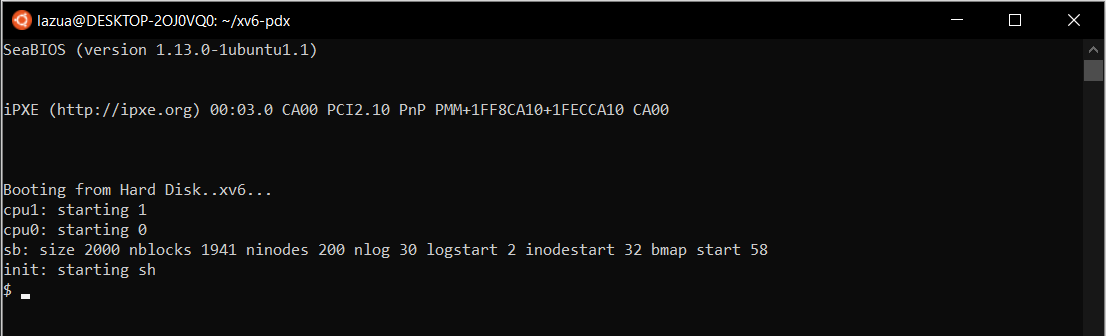 lazua@DESKTOP-2OJ0VQ0: ~/xv6-pdx
SeaBIOS (version 1.13.0-1ubuntu1.1)
iPXE (http://ipxe.org) 00:03.0 CA00 PCI2.10 PnP PMM+1FF8CA10+1FECCA10 CA00
Booting from Hard Disk..xv6...
cpu1: starting 1
cpu0: starting 0
sb: size 2000 nblocks 1941 ninodes 200 nlog 30 logstart 2 inodestart 32 bmap start 58
init: starting sh
$